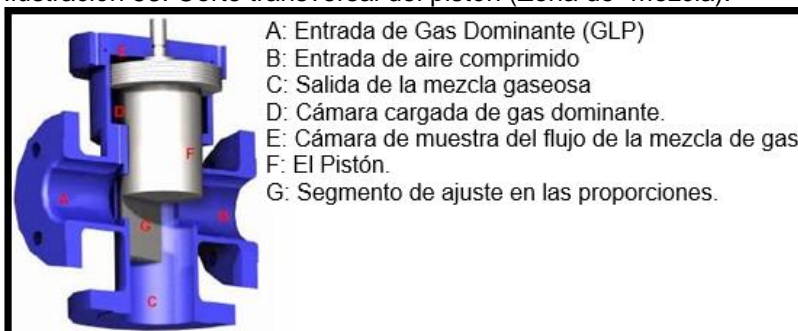 A: Entrada de Gas Dominante (GLP)
B: Entrada de aire comprimido
C: Salida de la mezcla gaseosa
D: Cámara cargada de gas dominante.
E: Cámara de muestra del flujo de la mezcla de gas
F: El Pistón.
G: Segmento de ajuste en las proporciones.
E
D
F
A
B
G
C